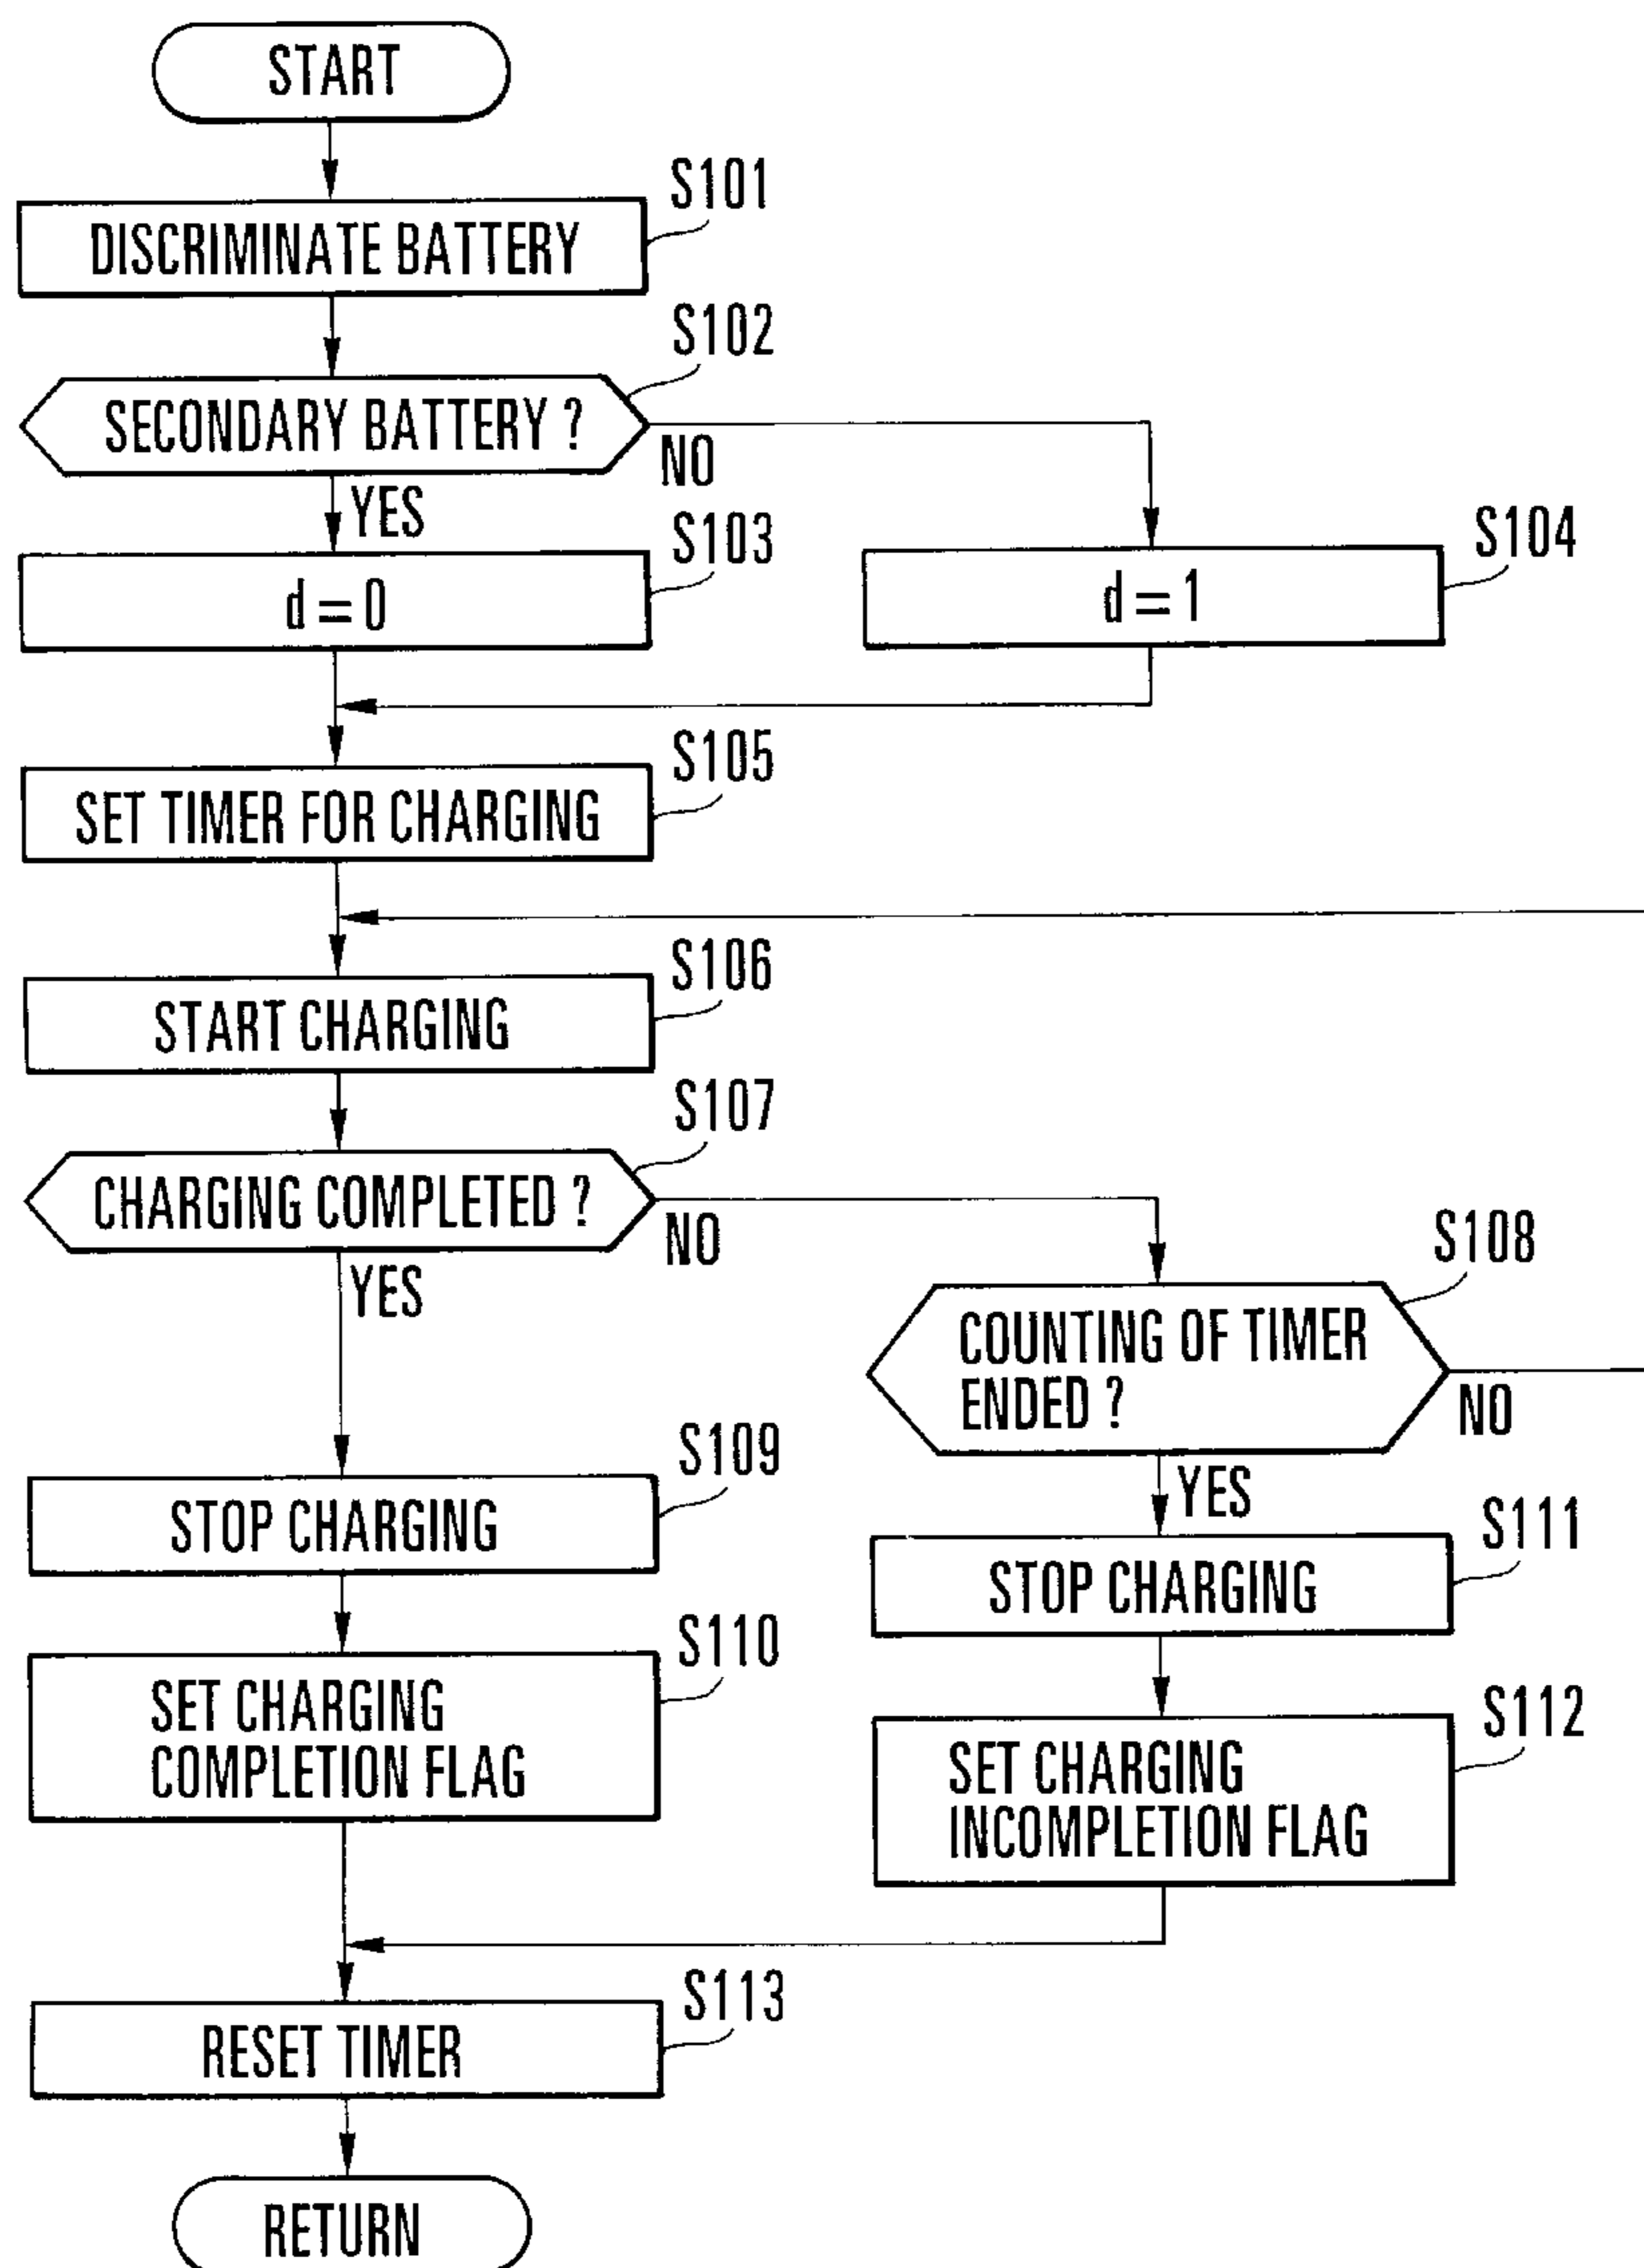 START
S101
DISCRIMINATE BATTERY
S102
SECONDARY BATTERY ?
NO
YES
S103
d = 0
S104
d = 1
S105
SET TIMER FOR CHARGING
S106
START CHARGING
S107
CHARGING COMPLETED ?
NO
YES
S108
COUNTING OF TIMER
ENDED ?
NO
YES
S109
STOP CHARGING
S111
STOP CHARGING
S110
SET CHARGING
COMPLETION FLAG
S112
SET CHARGING
INCOMPLETION FLAG
S113
RESET TIMER
RETURN